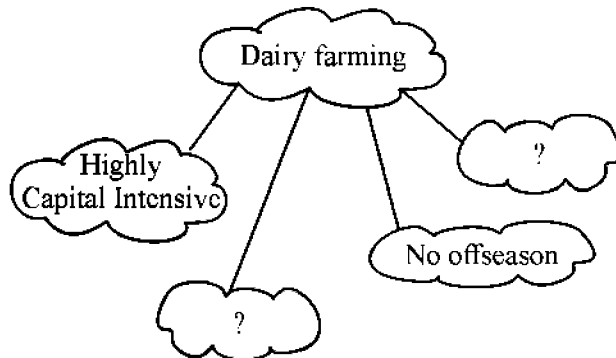 Dairy farming
Highly
Capital Intensive
?
No offseason
?